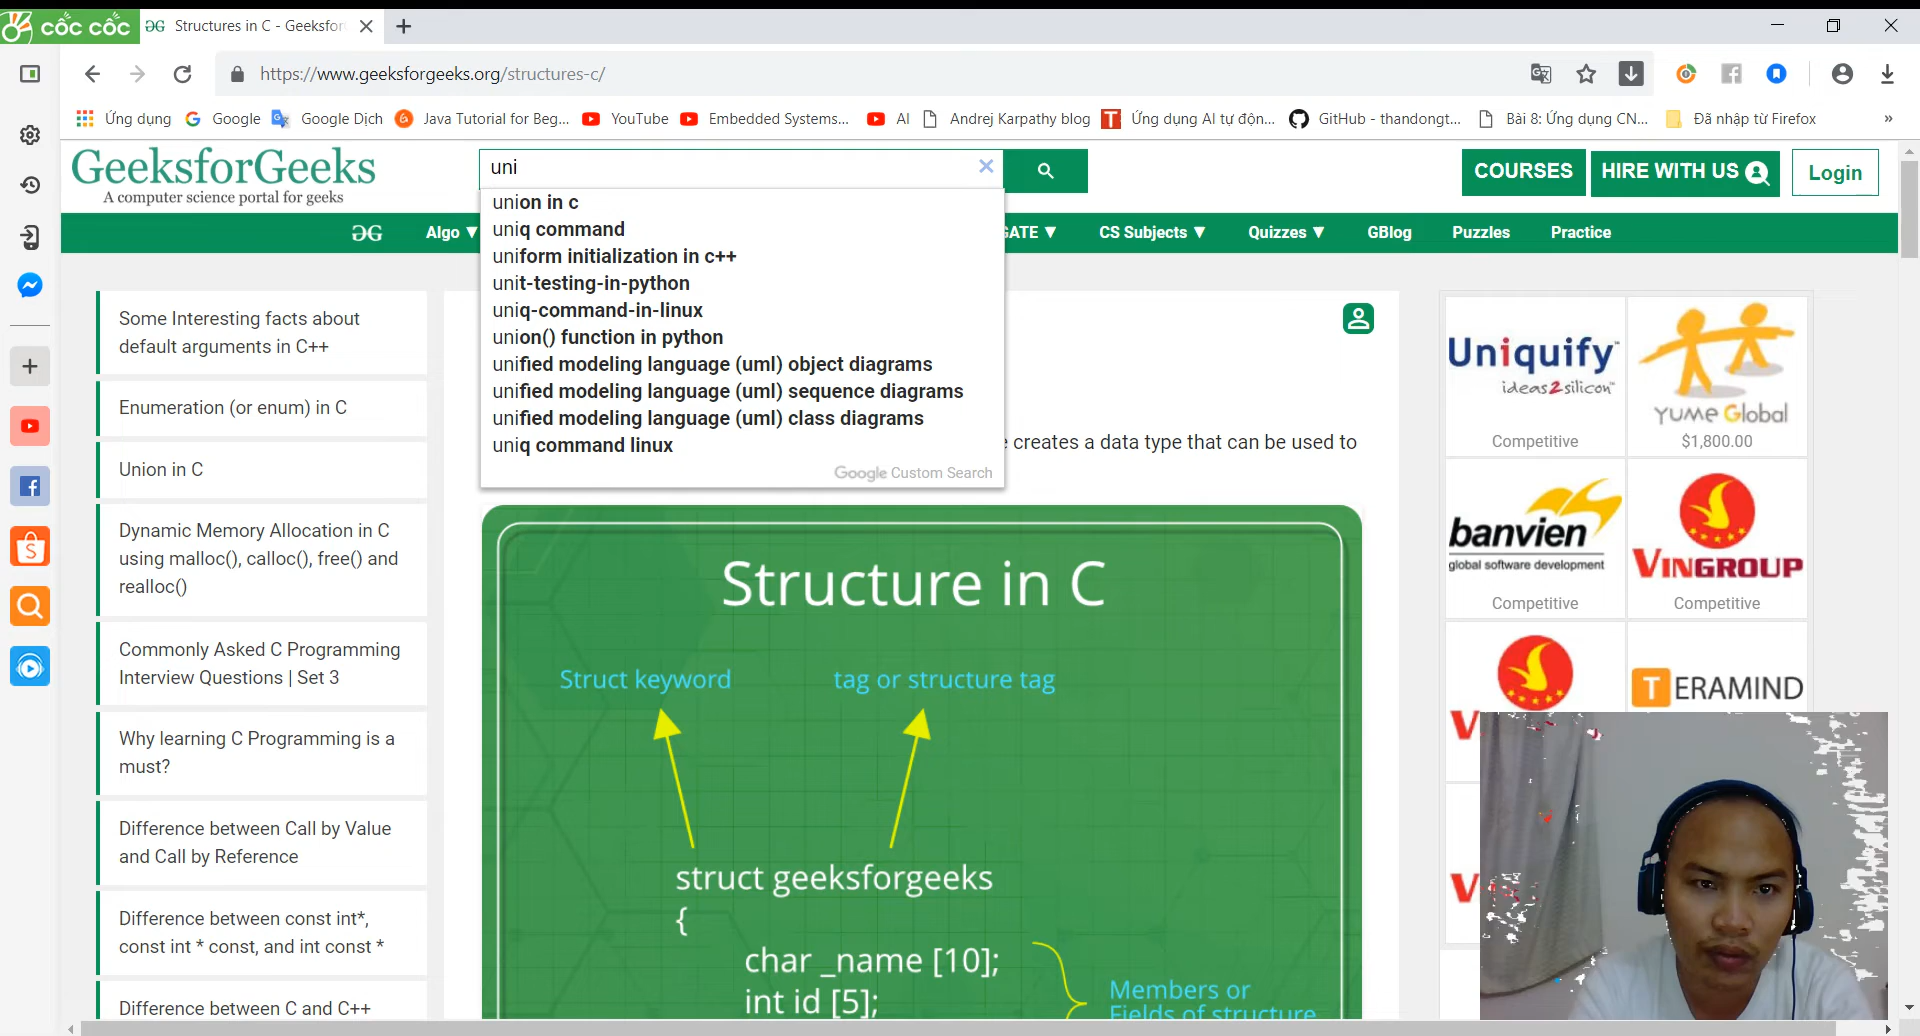 cốc cốc
Structures in C - Geeksfor
https://www.geeksforgeeks.org/structures-c/
Ứng dụng
Google
Google Dịch
Java Tutorial for Beg...
YouTube
Embedded Systems...
AI
Andrej Karpathy blog
Ứng dụng AI tự độn...
GitHub - thandongt...
Bài 8: Ứng dụng CN...
Đã nhập từ Firefox
»
GeeksforGeeks
A computer science portal for geeks
uni
COURSES
HIRE WITH US
Login
Algo ▼
GATE ▼
CS Subjects ▼
Quizzes ▼
GBlog
Puzzles
Practice
union in c
uniq command
uniform initialization in c++
unit-testing-in-python
uniq-command-in-linux
union() function in python
unified modeling language (uml) object diagrams
unified modeling language (uml) sequence diagrams
unified modeling language (uml) class diagrams
uniq command linux
Google Custom Search
Some Interesting facts about
default arguments in C++
Enumeration (or enum) in C
Union in C
Dynamic Memory Allocation in C
using malloc(), calloc(), free() and
realloc()
Commonly Asked C Programming
Interview Questions | Set 3
Why learning C Programming is a
must?
Difference between Call by Value
and Call by Reference
Difference between const int*,
const int * const, and int const *
Difference between C and C++
creates a data type that can be used to
Structure in C
Struct keyword
tag or structure tag
struct geeksforgeeks
{
char _name [10];
int id [5];
Members or
Fields of structure
Uniquify
ideas2silicon
Competitive
YUMe Global
$1,800.00
banvien
global software development
Competitive
VINGROUP
Competitive
TERAMIND